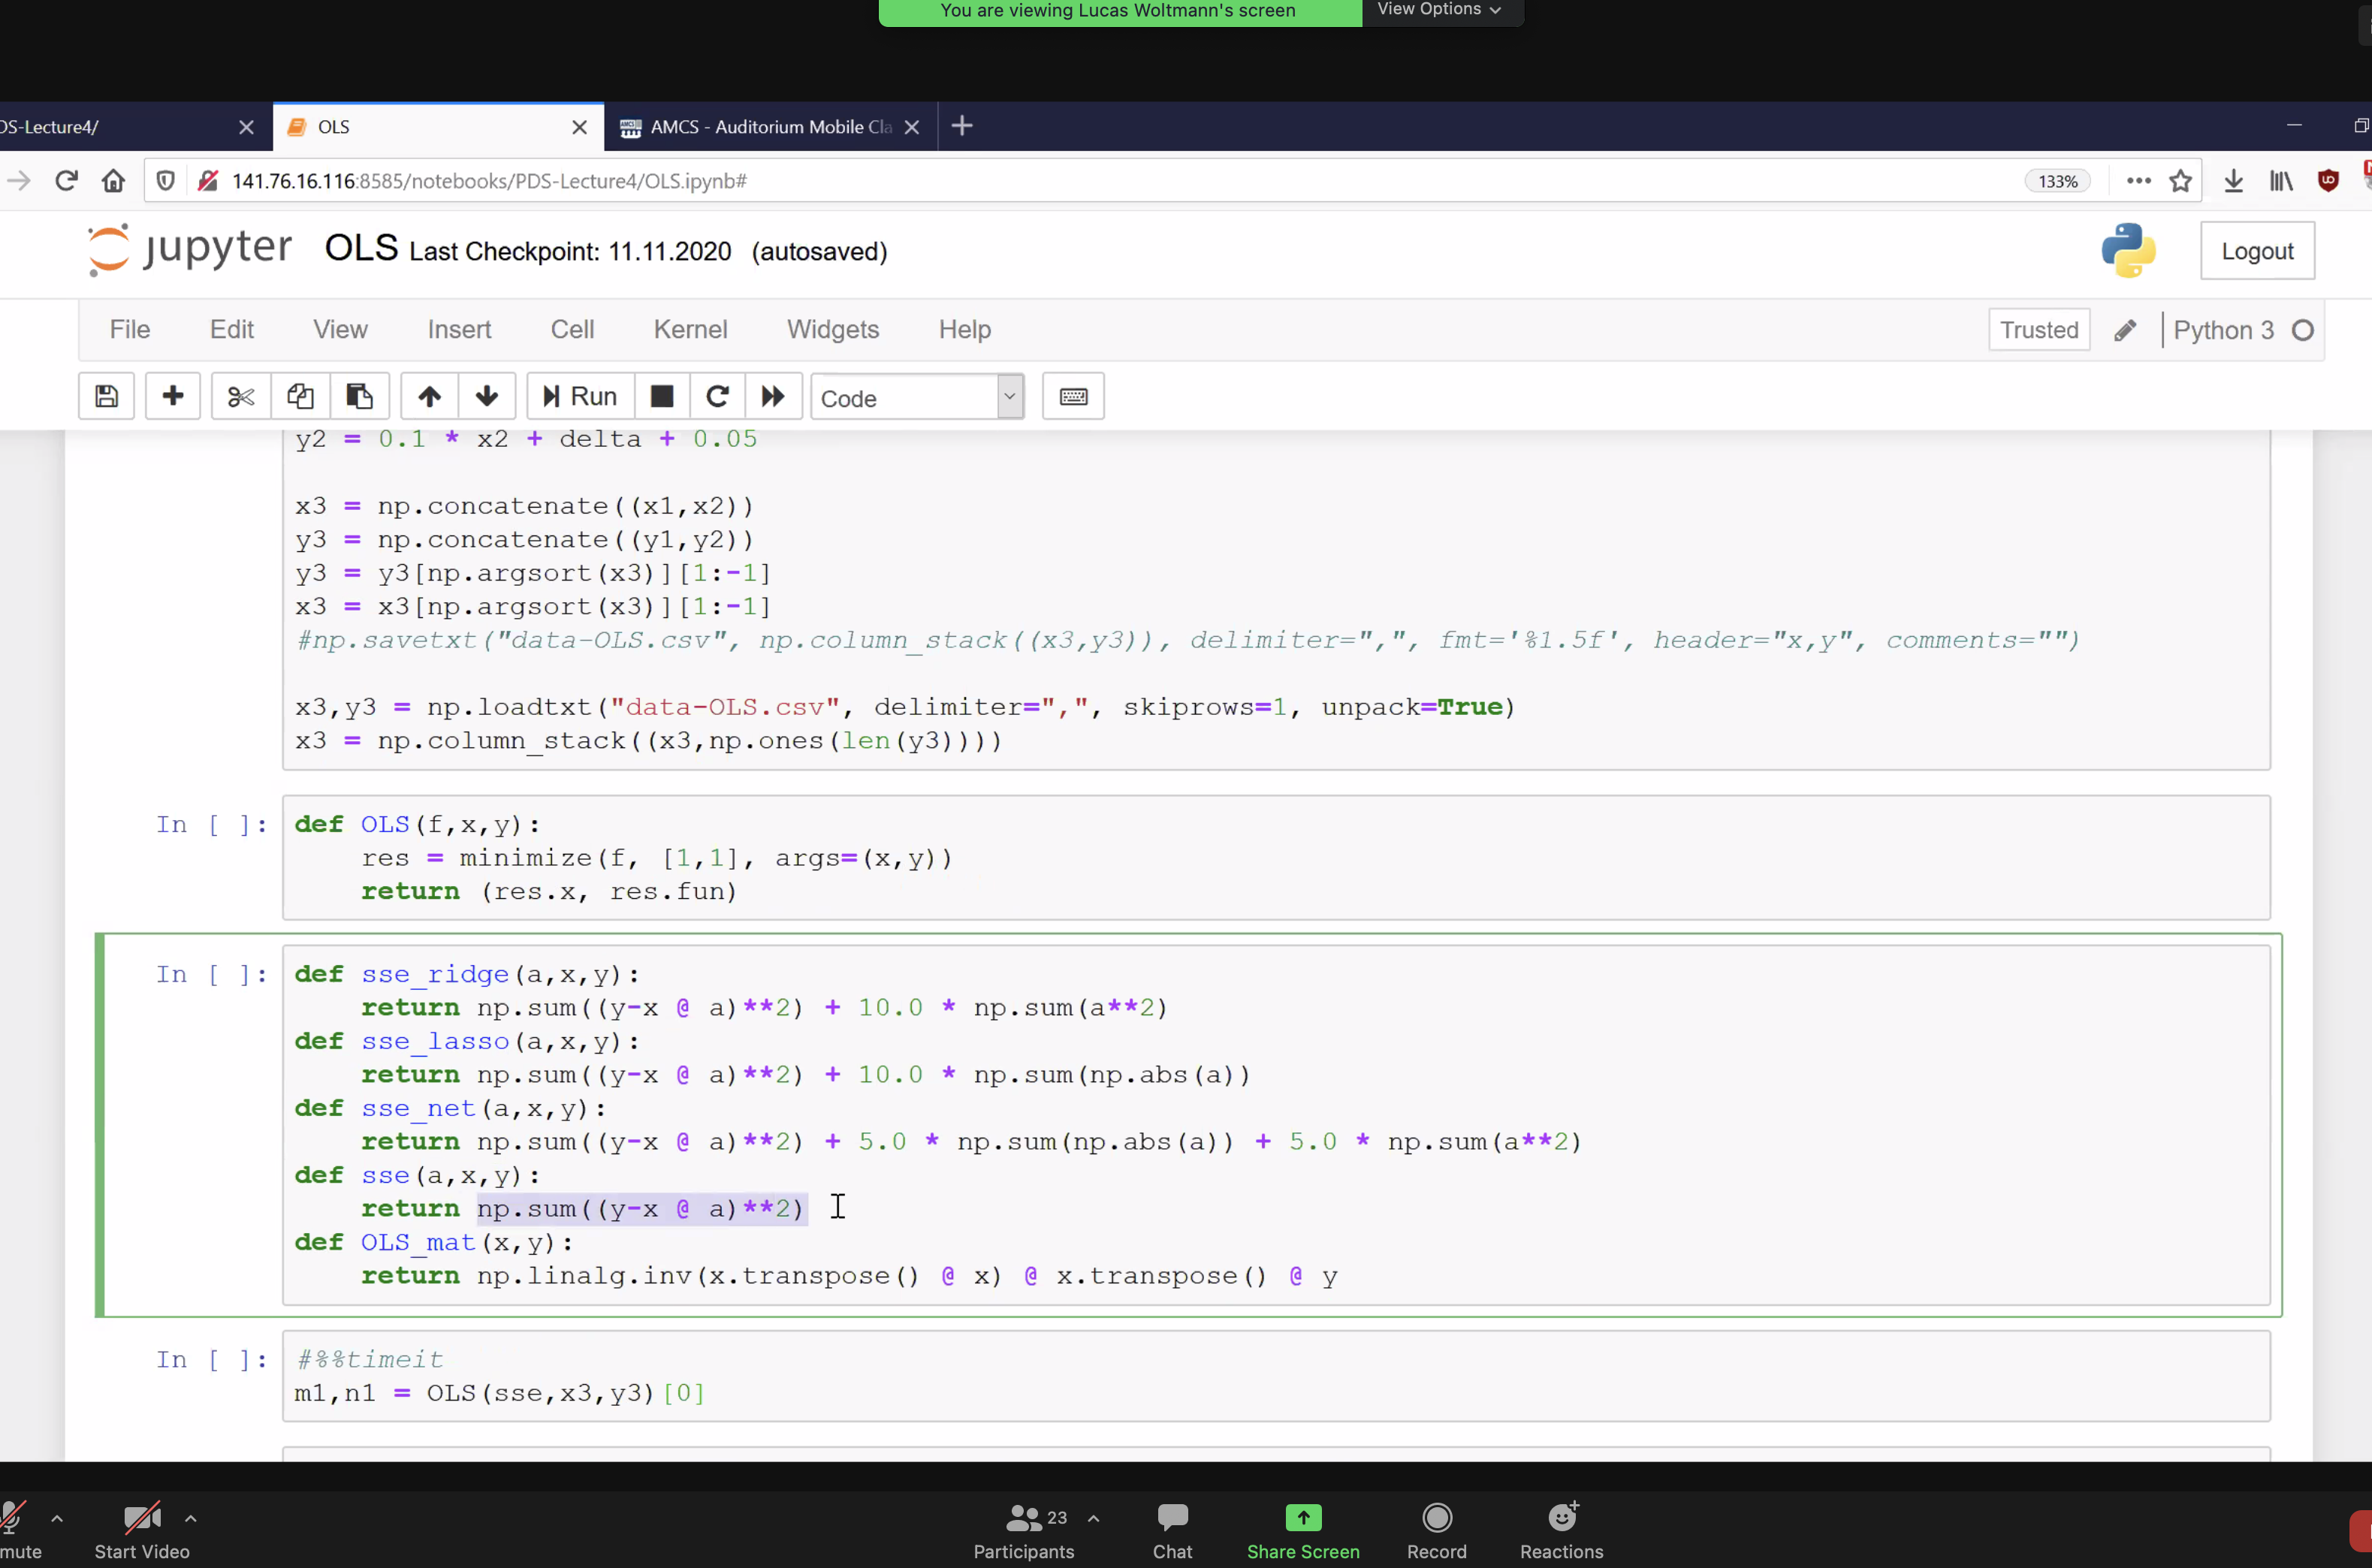 You are viewing Lucas Woltmann's screen View Options
DS-Lecture4/ OLS AMCS - Auditorium Mobile Cla
141.76.16.116:8585/notebooks/PDS-Lecture4/OLS.ipynb# 133%
jupyter OLS Last Checkpoint: 11.11.2020 (autosaved) Logout
File Edit View Insert Cell Kernel Widgets Help Trusted Python 3
Run Code
y2 = 0.1 * x2 + delta + 0.05
x3 = np.concatenate((x1,x2))
y3 = np.concatenate((y1,y2))
y3 = y3[np.argsort(x3)][1:-1]
x3 = x3[np.argsort(x3)][1:-1]
#np.savetxt("data-OLS.csv", np.column_stack((x3,y3)), delimiter=",", fmt='%1.5f', header="x,y", comments="")
x3,y3 = np.loadtxt("data-OLS.csv", delimiter=",", skiprows=1, unpack=True)
x3 = np.column_stack((x3,np.ones(len(y3))))
In [ ]: def OLS(f,x,y):
res = minimize(f, [1,1], args=(x,y))
return (res.x, res.fun)
In [ ]: def sse_ridge(a,x,y):
return np.sum((y-x @ a)**2) + 10.0 * np.sum(a**2)
def sse_lasso(a,x,y):
return np.sum((y-x @ a)**2) + 10.0 * np.sum(np.abs(a))
def sse_net(a,x,y):
return np.sum((y-x @ a)**2) + 5.0 * np.sum(np.abs(a)) + 5.0 * np.sum(a**2)
def sse(a,x,y):
return np.sum((y-x @ a)**2)
def OLS_mat(x,y):
return np.linalg.inv(x.transpose() @ x) @ x.transpose() @ y
In [ ]: #%%timeit
m1,n1 = OLS(sse,x3,y3)[0]
23
mute Start Video Participants Chat Share Screen Record Reactions